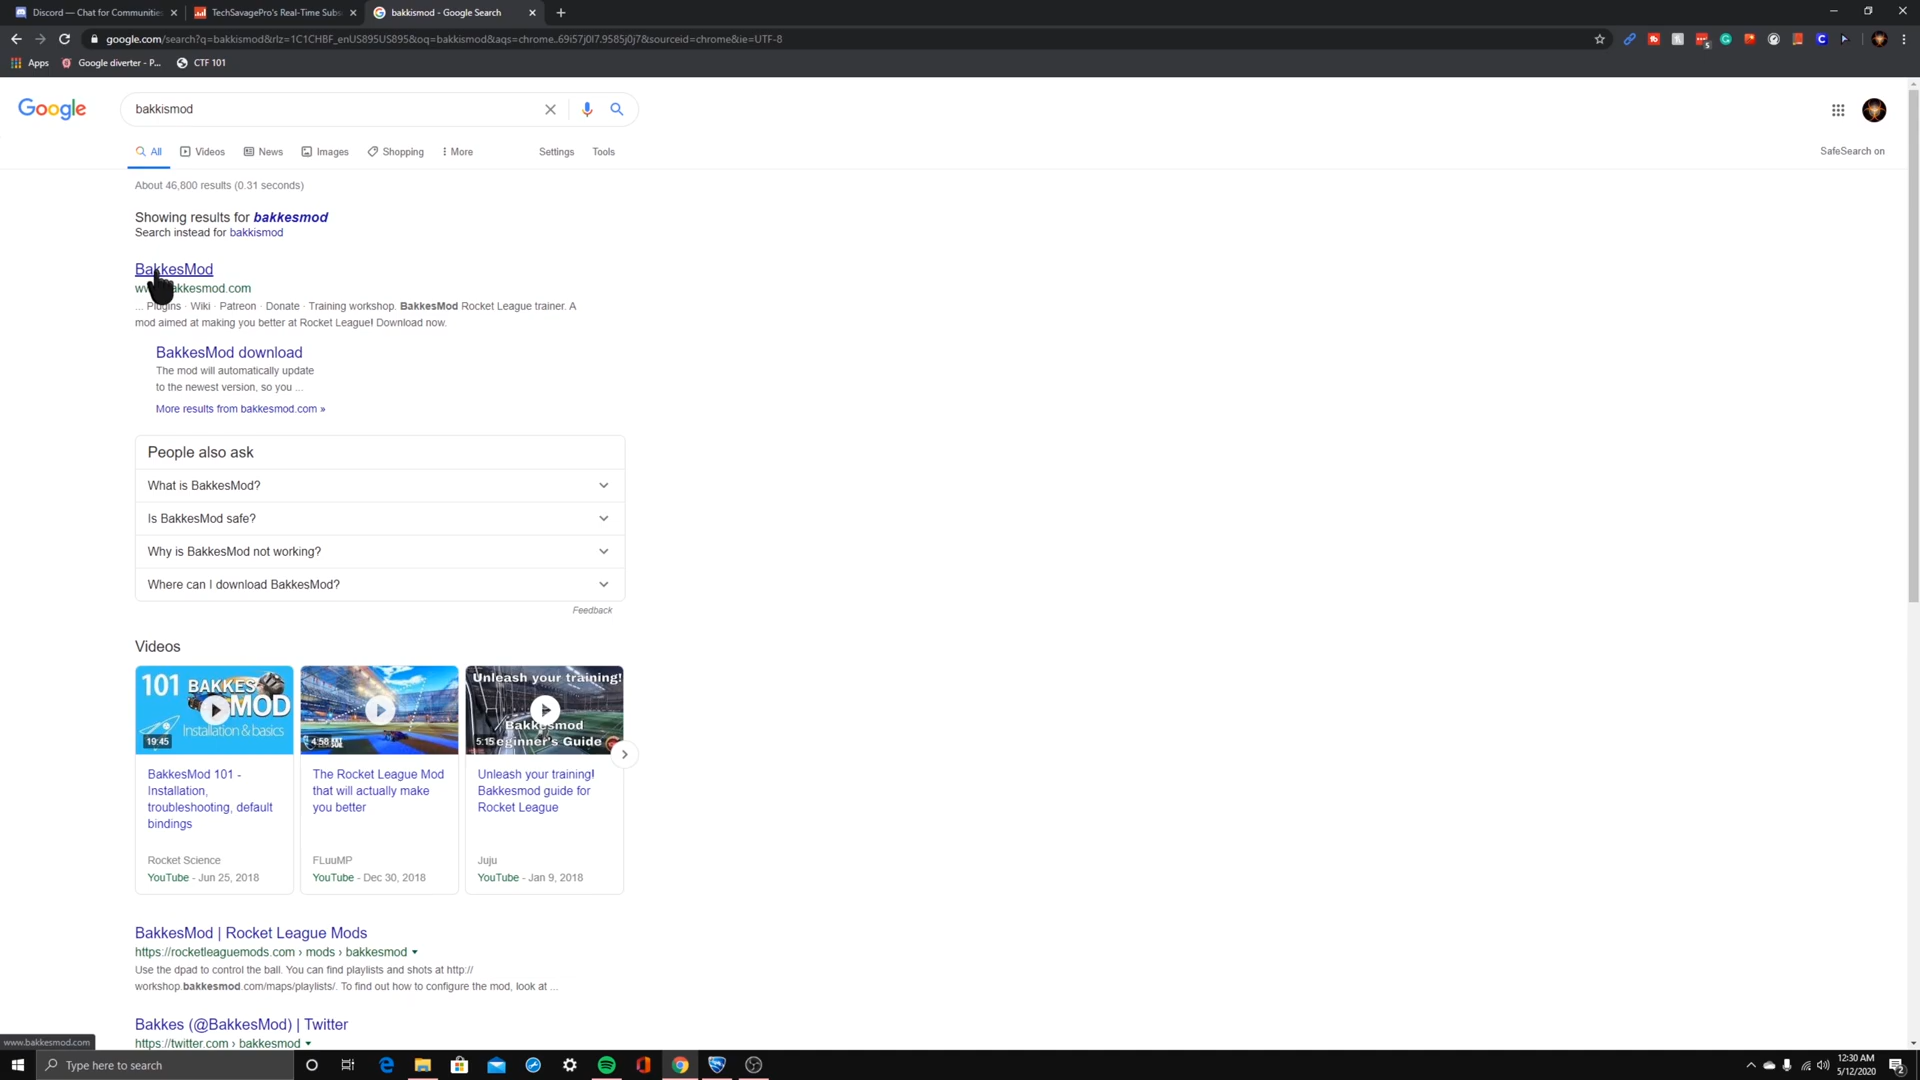 Discord — Chat for Communities
TechSavagePro's Real-Time Subs
bakkismod - Google Search
google.com/search?q=bakkismod&rlz=1C1CHBF_enUS895US895&oq=bakkismod&aqs=chrome..69i57j0l7.9585j0j7&sourceid=chrome&ie=UTF-8
Apps
Google diverter - P...
CTF 101
Google
bakkismod
All
Videos
News
Images
Shopping
More
Settings
Tools
SafeSearch on
About 46,800 results (0.31 seconds)
Showing results for bakkesmod
Search instead for bakkismod
BakkesMod
akkesmod.com
... Plugins · Wiki · Patreon · Donate · Training workshop. BakkesMod Rocket League trainer. A
mod aimed at making you better at Rocket League! Download now.
BakkesMod download
The mod will automatically update
to the newest version, so you ...
More results from bakkesmod.com »
People also ask
What is BakkesMod?
Is BakkesMod safe?
Why is BakkesMod not working?
Where can I download BakkesMod?
Feedback
Videos
101 BAKKES
MOD
Installation & basics
19:45
4:58
Unleash your training!
Bakkesmod
5:15
eginner's Guide
BakkesMod 101 -
Installation,
troubleshooting, default
bindings
Rocket Science
YouTube - Jun 25, 2018
The Rocket League Mod
that will actually make
you better
FLuuMP
YouTube - Dec 30, 2018
Unleash your training!
Bakkesmod guide for
Rocket League
Juju
YouTube - Jan 9, 2018
BakkesMod | Rocket League Mods
https://rocketleaguemods.com › mods › bakkesmod
Use the dpad to control the ball. You can find playlists and shots at http://
workshop.bakkesmod.com/maps/playlists/. To find out how to configure the mod, look at ...
Bakkes (@BakkesMod) | Twitter
https://twitter.com › bakkesmod
www.bakkesmod.com
Type here to search
12:30 AM
5/12/2020
2